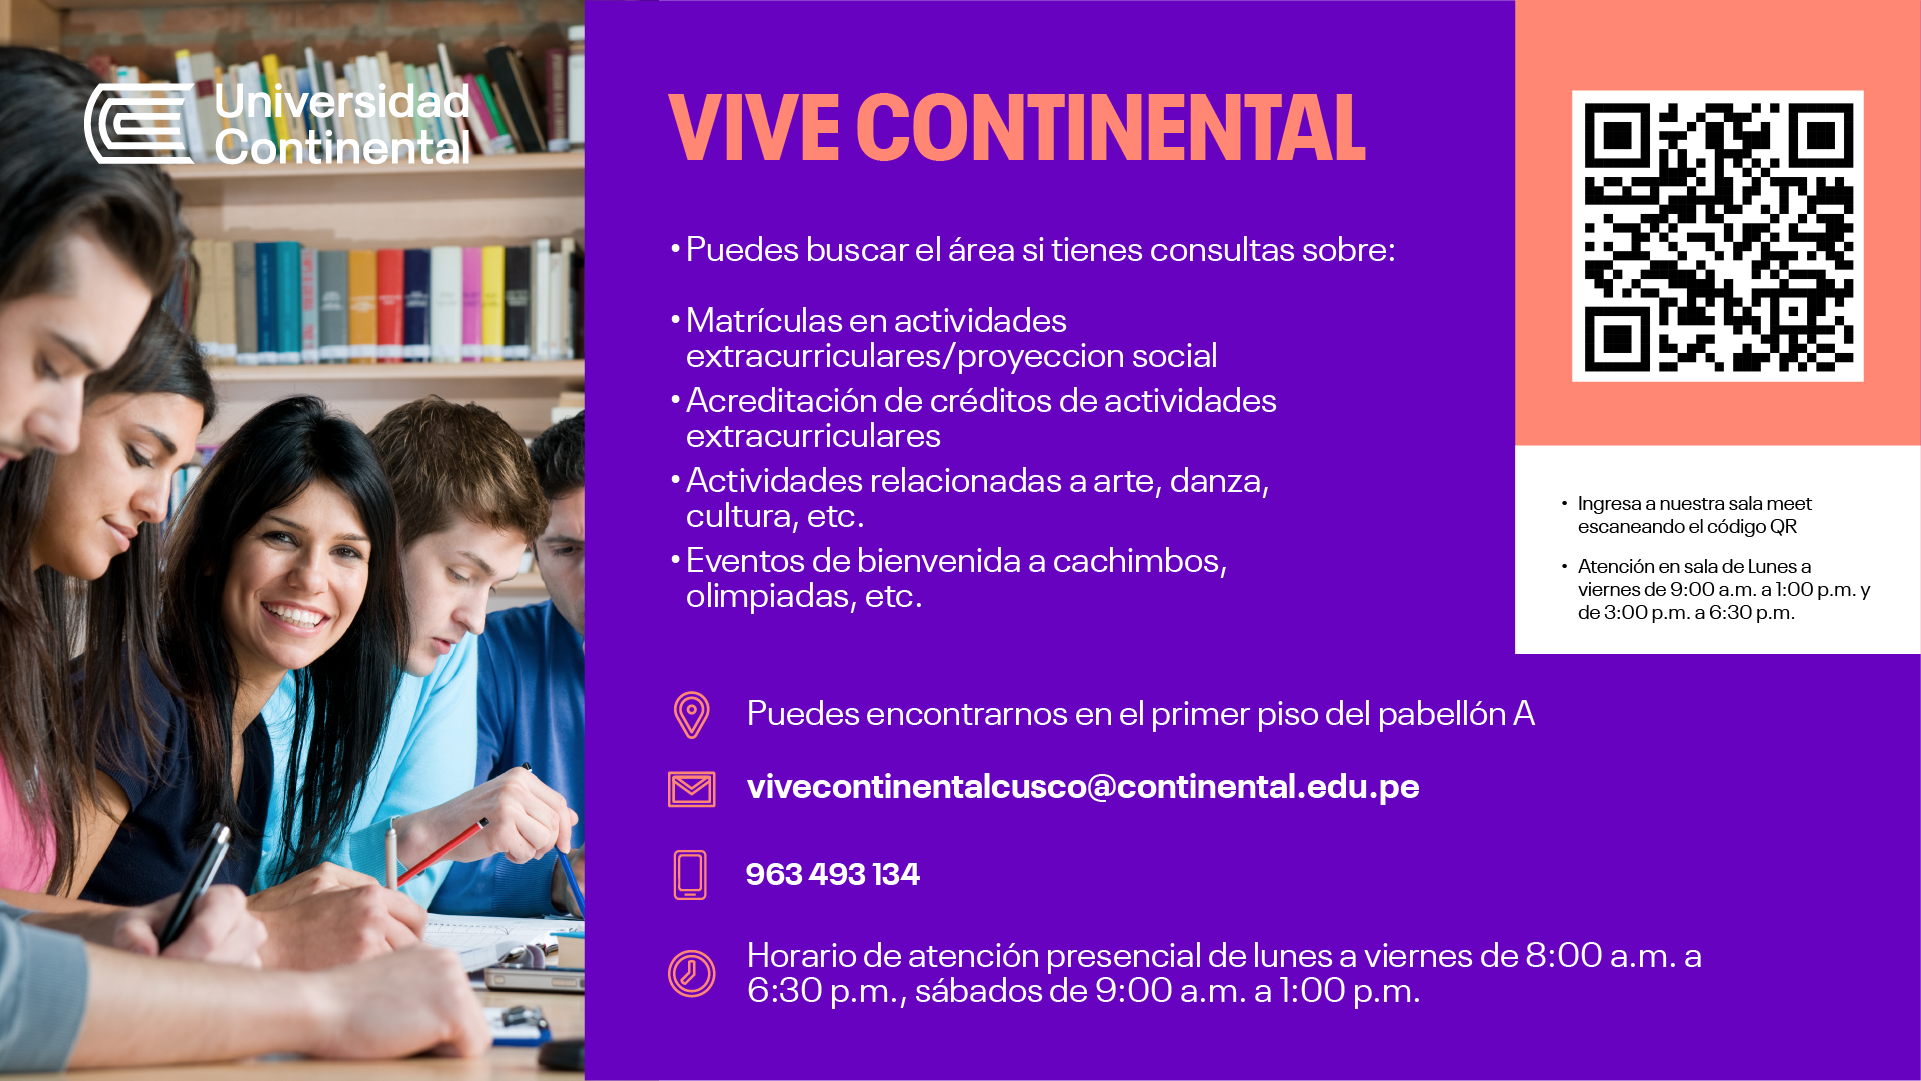 Universidad
Continental
VIVE CONTINENTAL
• Puedes buscar el área si tienes consultas sobre:
• Matrículas en actividades
extracurriculares/proyeccion social
• Acreditación de créditos de actividades
extracurriculares
• Actividades relacionadas a arte, danza,
cultura, etc.
• Eventos de bienvenida a cachimbos,
olimpiadas, etc.
• Ingresa a nuestra sala meet
escaneando el código QR
• Atención en sala de Lunes a
viernes de 9:00 a.m. a 1:00 p.m. y
de 3:00 p.m. a 6:30 p.m.
Puedes encontrarnos en el primer piso del pabellón A
vivecontinentalcusco@continental.edu.pe
963 493 134
Horario de atención presencial de lunes a viernes de 8:00 a.m. a
6:30 p.m., sábados de 9:00 a.m. a 1:00 p.m.